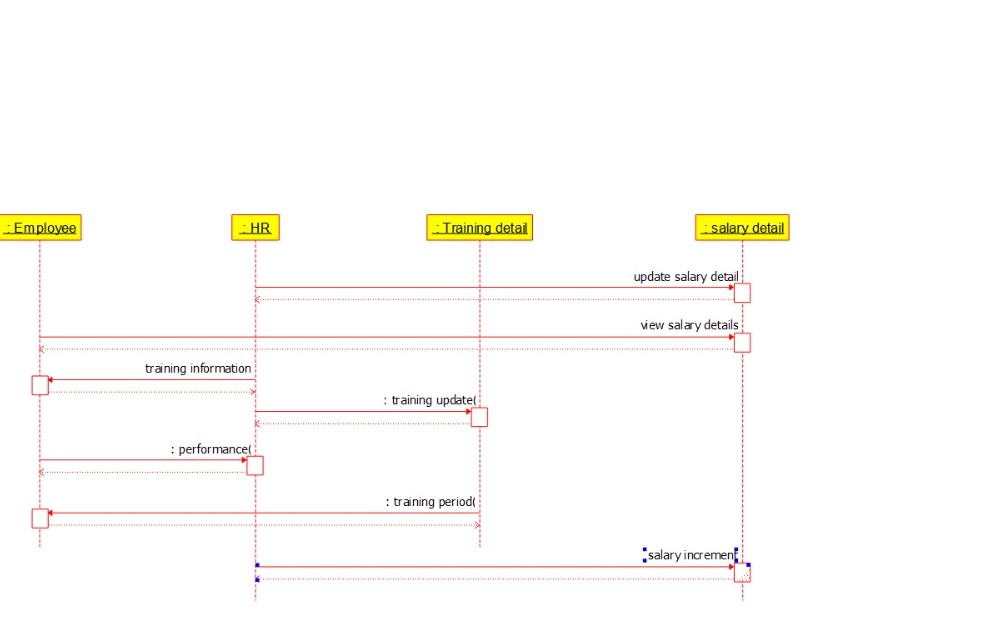 : Employee
: HR
: Training detail
: salary detail
update salary detail
view salary details
training information
: training update(
: performance(
: training period(
salary increment